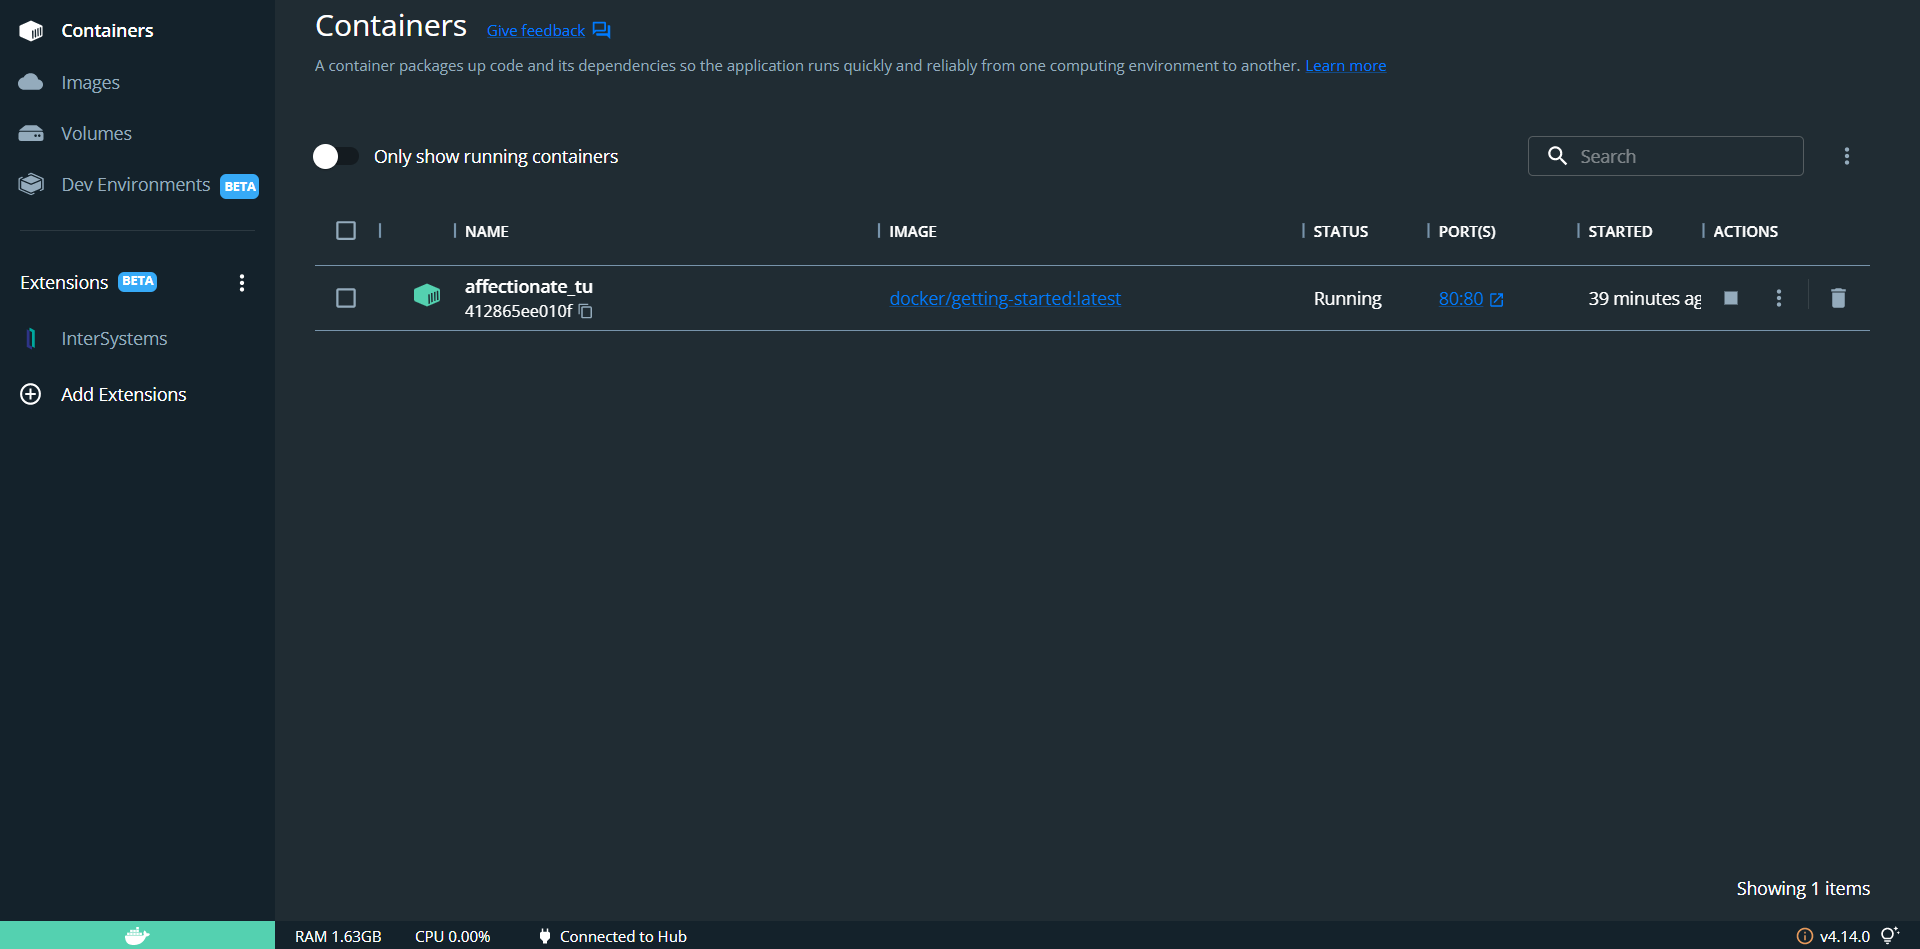 Containers
Images
Volumes
Dev Environments BETA
Extensions BETA
InterSystems
Add Extensions
Containers Give feedback
A container packages up code and its dependencies so the application runs quickly and reliably from one computing environment to another. Learn more
Only show running containers
Search
NAME IMAGE STATUS PORT(S) STARTED ACTIONS
affectionate_tu
412865ee010f
docker/getting-started:latest Running 80:80 39 minutes ag
Showing 1 items
RAM 1.63GB CPU 0.00% Connected to Hub v4.14.0